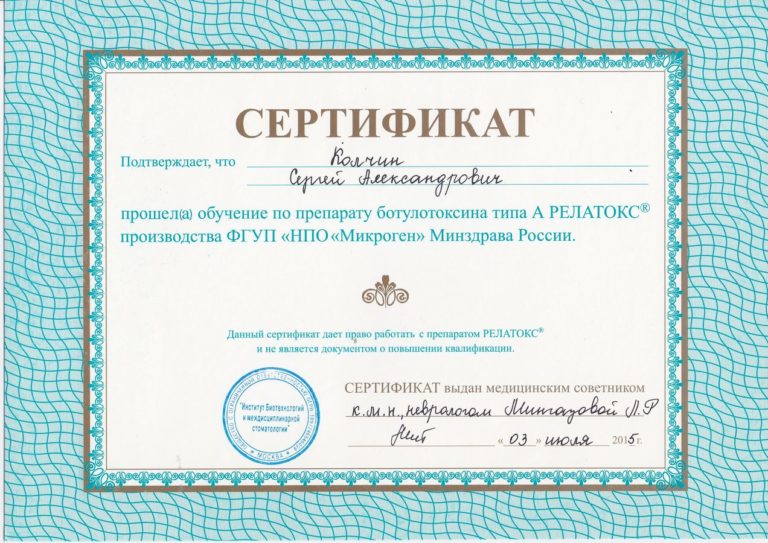 СЕРТИФИКАТ
Подтверждает, что Колчин
Сергей Александрович
прошел(а) обучение по препарату ботулотоксина типа А РЕЛАТОКС®
производства ФГУП «НПО «Микроген» Минздрава России.
Данный сертификат дает право работать с препаратом РЕЛАТОКС®
и не является документом о повышении квалификации.
"Институт Биотехнологий
и междисциплинарной
стоматологии"
МОСКВА
СЕРТИФИКАТ выдан медицинским советником
к.м.н., неврологом Мингазовой Л.Р
« 03 » июля 2015г.